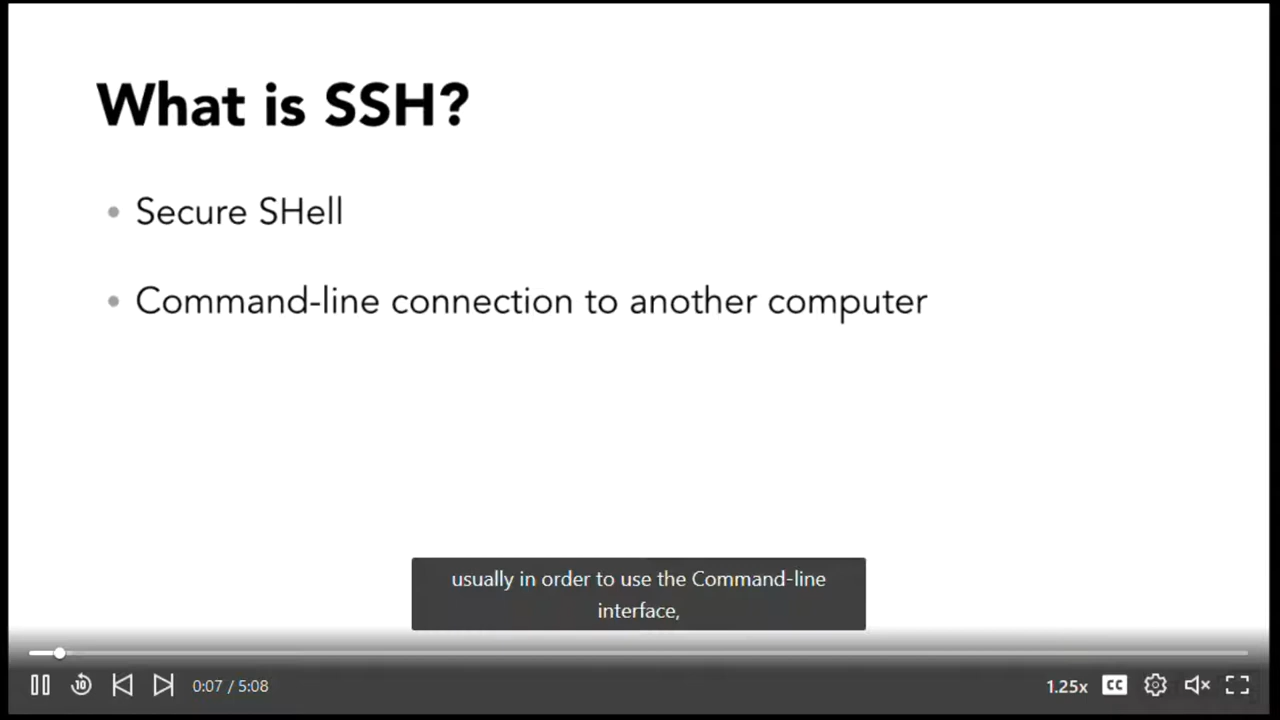 What is SSH?
Secure SHell
Command-line connection to another computer
usually in order to use the Command-line
interface,
10
0:07 / 5:08
1.25x
CC